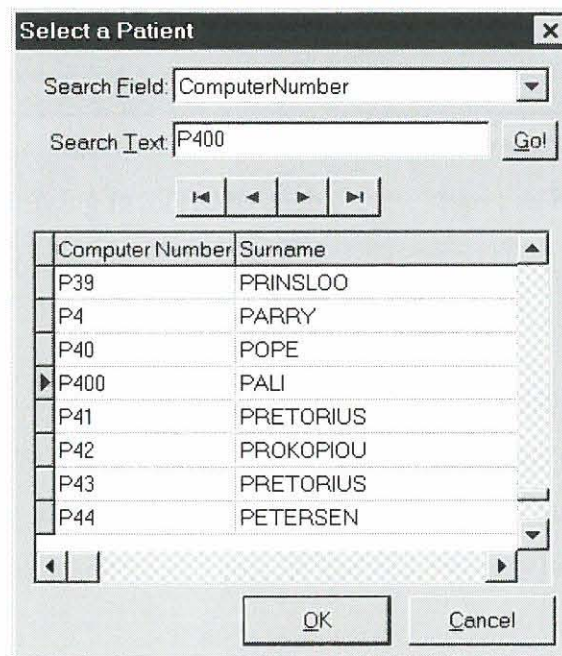 Select a Patient
Search Field: ComputerNumber
Search Text: P400 Go!
Computer Number Surname
P39 PRINSLOO
P4 PARRY
P40 POPE
P400 PALI
P41 PRETORIUS
P42 PROKOPIOU
P43 PRETORIUS
P44 PETERSEN
OK Cancel